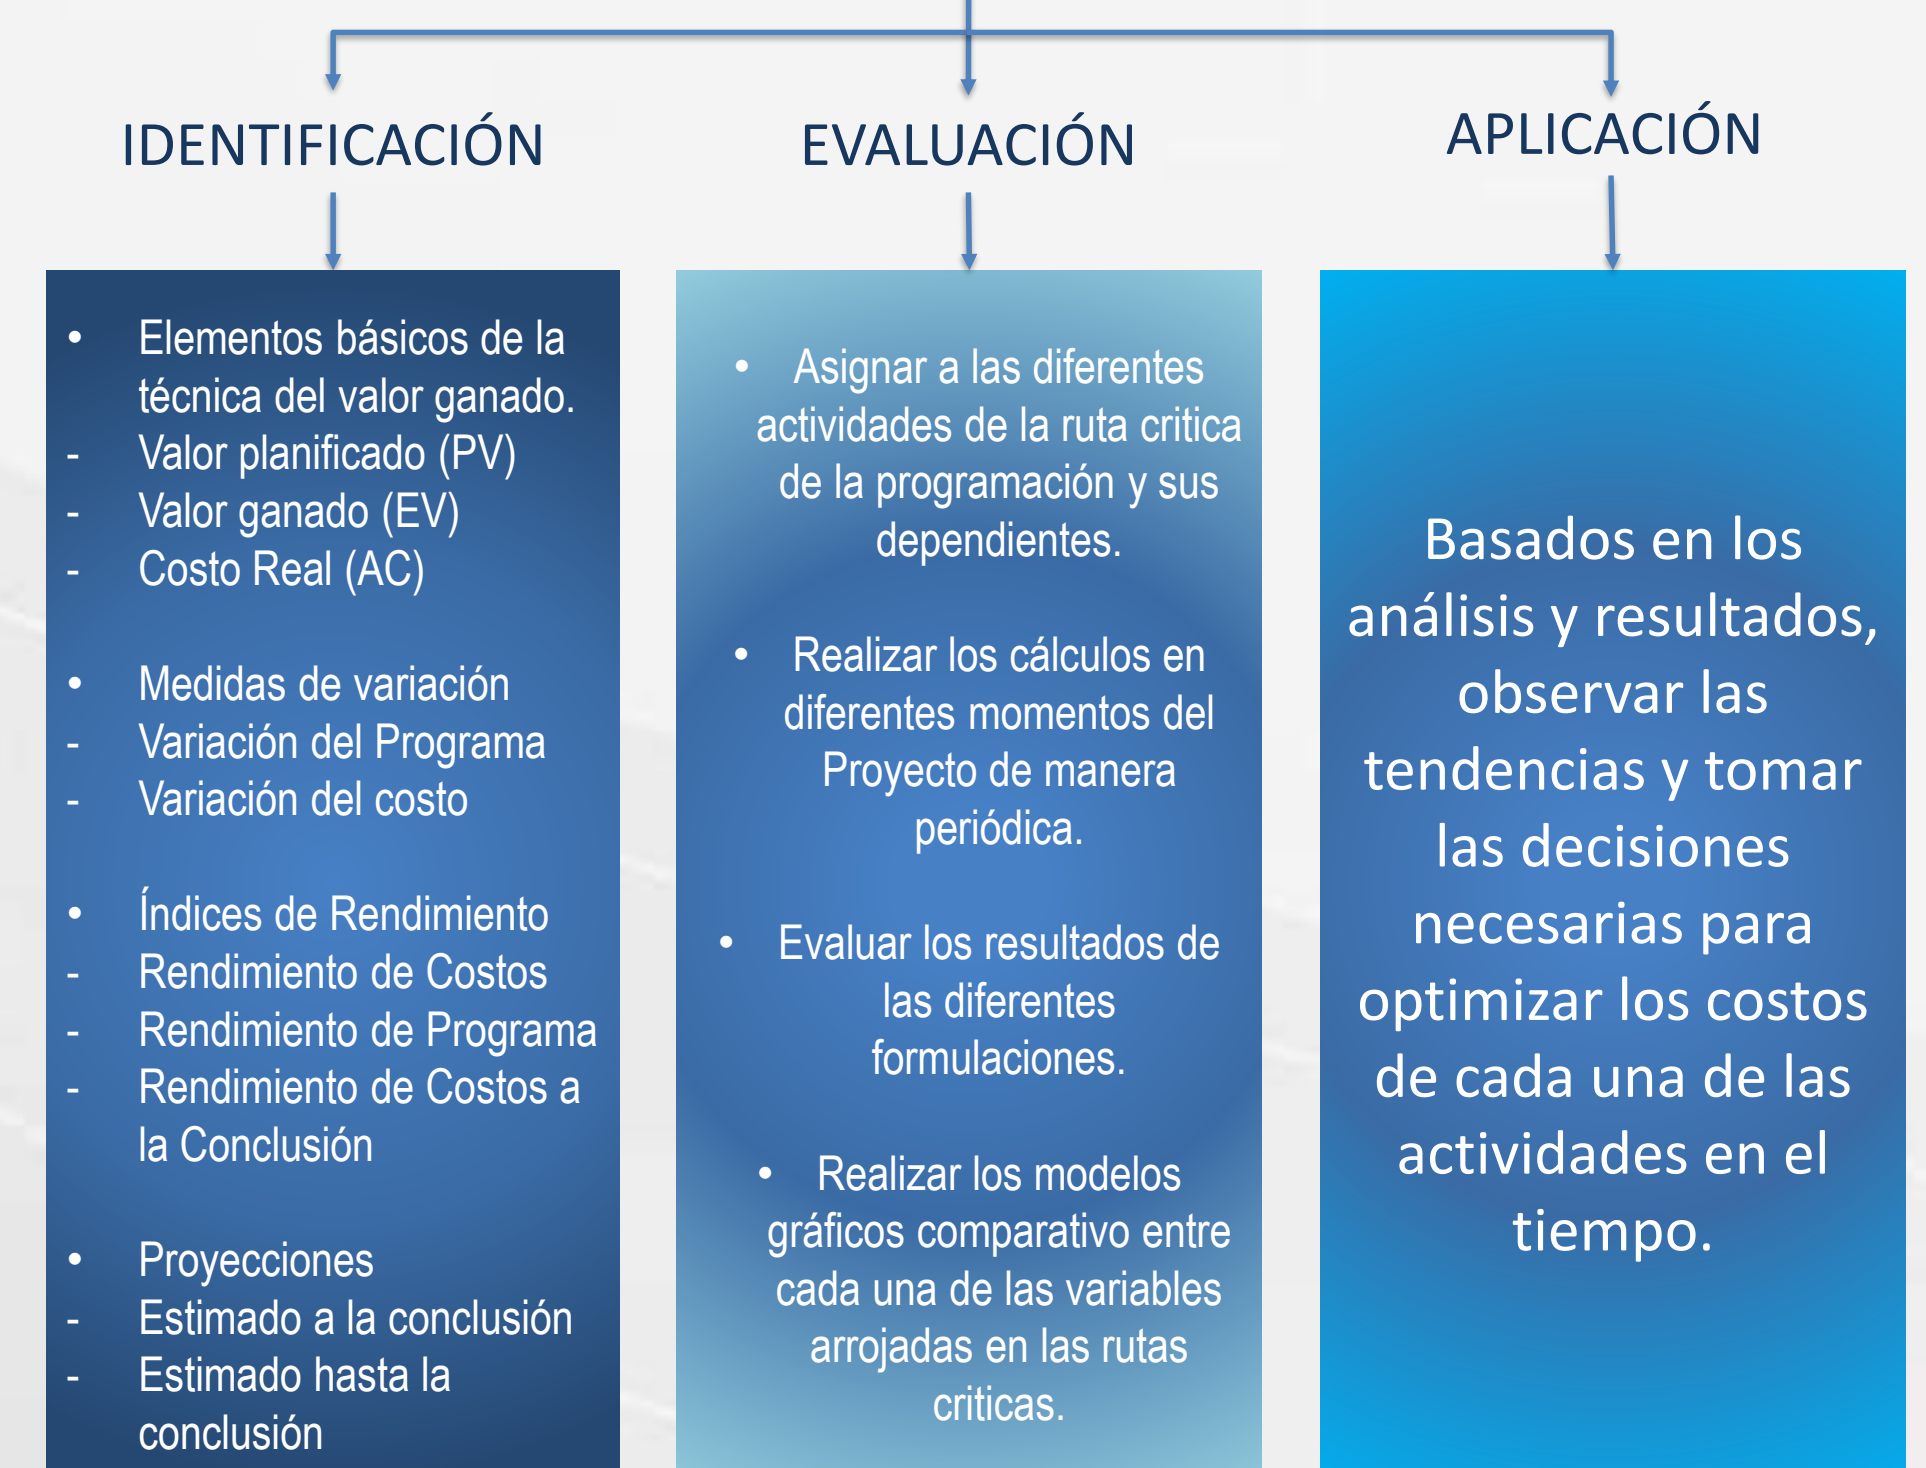 IDENTIFICACIÓN
• Elementos básicos de la
técnica del valor ganado.
- Valor planificado (PV)
- Valor ganado (EV)
- Costo Real (AC)
• Medidas de variación
- Variación del Programa
- Variación del costo
• Índices de Rendimiento
- Rendimiento de Costos
- Rendimiento de Programa
- Rendimiento de Costos a
la Conclusión
• Proyecciones
- Estimado a la conclusión
- Estimado hasta la
conclusión
EVALUACIÓN
• Asignar a las diferentes
actividades de la ruta critica
de la programación y sus
dependientes.
• Realizar los cálculos en
diferentes momentos del
Proyecto de manera
periódica.
• Evaluar los resultados de
las diferentes
formulaciones.
• Realizar los modelos
gráficos comparativo entre
cada una de las variables
arrojadas en las rutas
criticas.
APLICACIÓN
Basados en los
análisis y resultados,
observar las
tendencias y tomar
las decisiones
necesarias para
optimizar los costos
de cada una de las
actividades en el
tiempo.